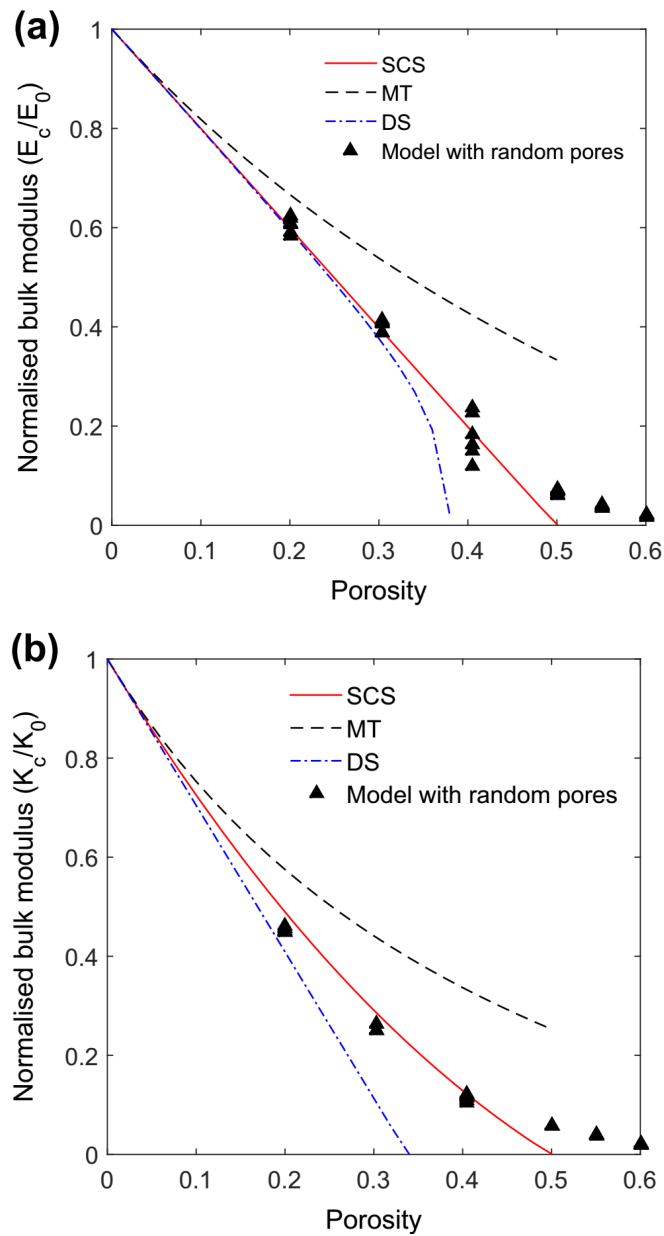 (a)
1
0.8
0.6
0.4
0.2
0
Normalised bulk modulus (E_c/E_0)
SCS
MT
DS
Model with random pores
0 0.1 0.2 0.3 0.4 0.5 0.6
Porosity
(b)
1
0.8
0.6
0.4
0.2
0
Normalised bulk modulus (K_c/K_0)
SCS
MT
DS
Model with random pores
0 0.1 0.2 0.3 0.4 0.5 0.6
Porosity